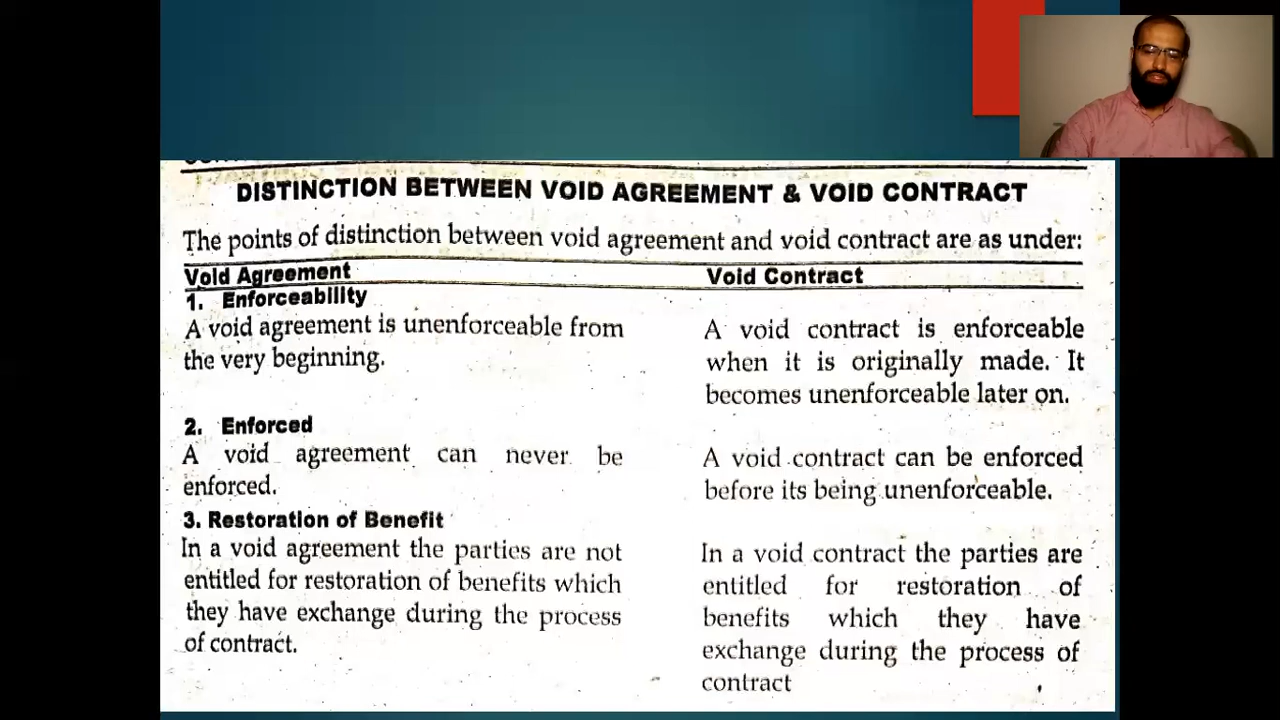 DISTINCTION BETWEEN VOID AGREEMENT & VOID CONTRACT
The points of distinction between void agreement and void contract are as under:
Void Agreement
Void Contract
1. Enforceability
A void agreement is unenforceable from
the very beginning.
A void contract is enforceable
when it is originally made. It
becomes unenforceable later on.
2. Enforced
A void agreement can never be
enforced.
A void contract can be enforced
before its being unenforceable.
3. Restoration of Benefit
In a void agreement the parties are not
entitled for restoration of benefits which
they have exchange during the process
of contract.
In a void contract the parties are
entitled for restoration of
benefits which they have
exchange during the process of
contract